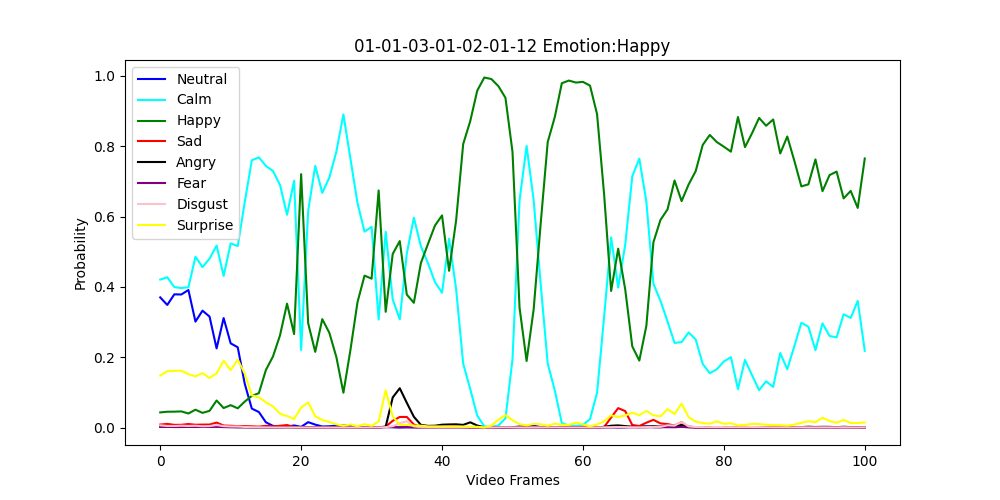 01-01-03-01-02-01-12 Emotion:Happy
Neutral
Calm
Happy
Sad
Angry
Fear
Disgust
Surprise
Probability
1.0
0.8
0.6
0.4
0.2
0.0
0
20
40
60
80
100
Video Frames